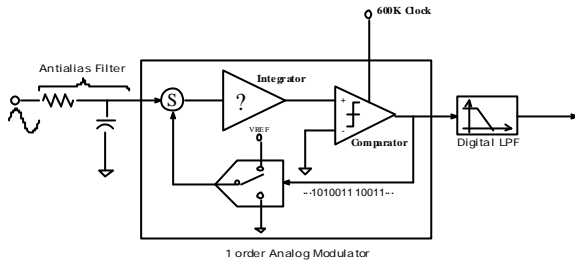 600K Clock
Antialias Filter
Integrator
S
?
+
-
VREF
Comparator
Digital LPF
...1010011 10011...
1 order Analog Modulator